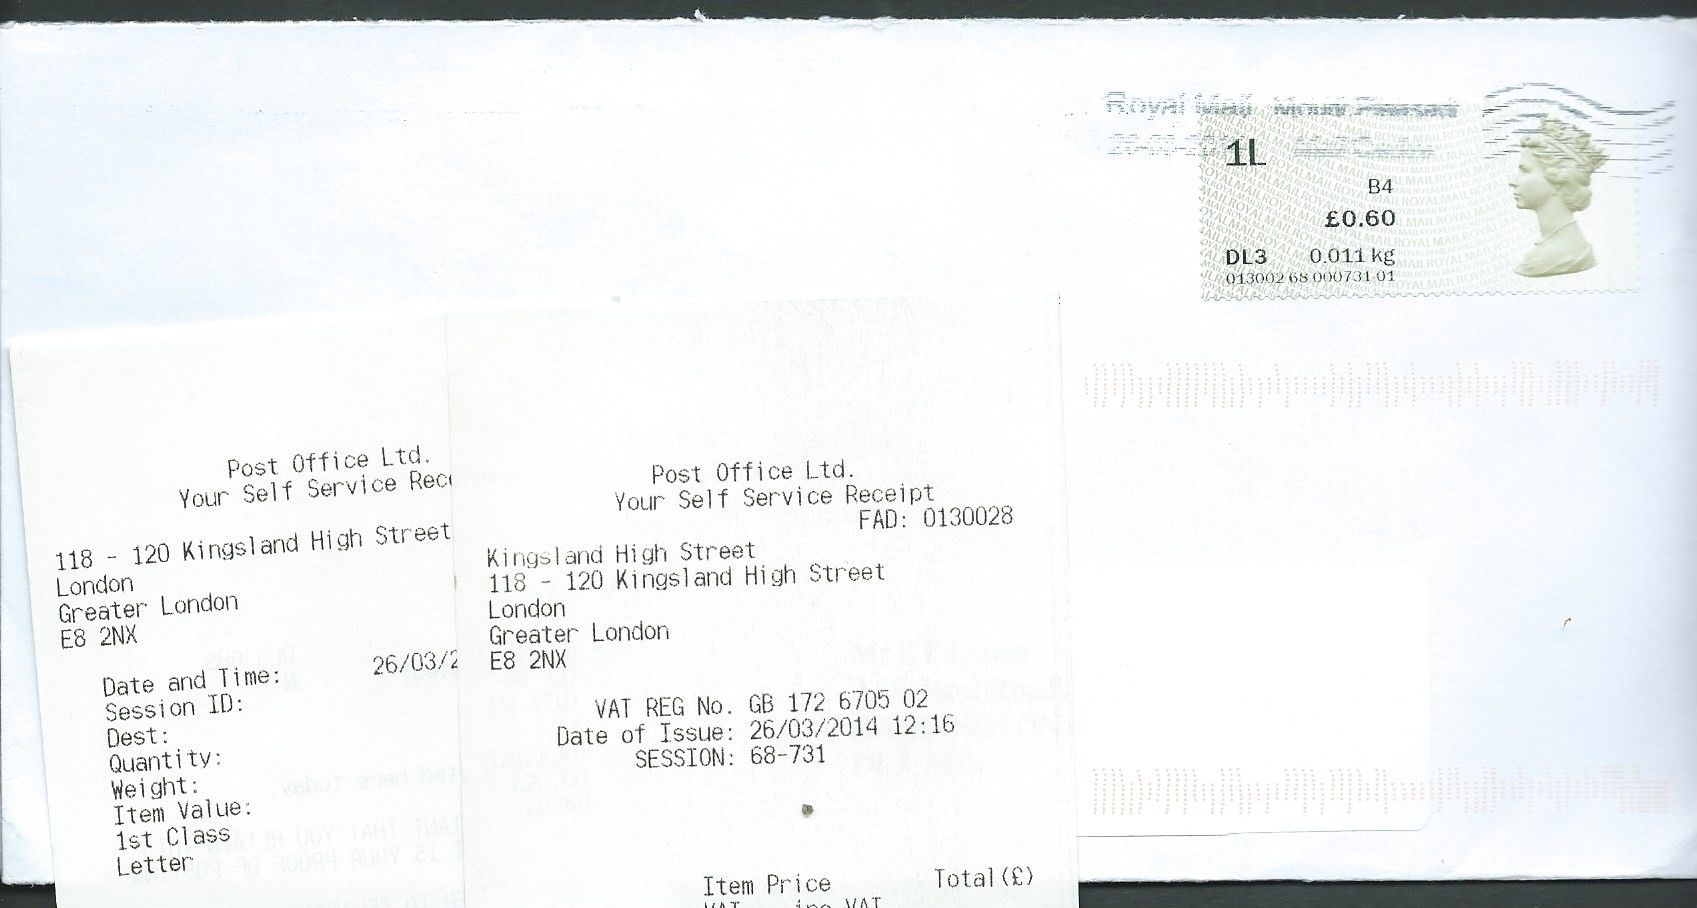 Royal Mail Mount Pleasant
1L
B4
£0.60
DL3 0.011 kg
013002 68 000731-01
Post Office Ltd.
Your Self Service
118 - 120 Kingsland High Street
London
Greater London
E8 2NX
Date and Time: 26/03/2
Session ID:
Dest:
Quantity:
Weight:
Item Value:
1st Class
Letter
Post Office Ltd.
Your Self Service Receipt
FAD: 0130028
Kingsland High Street
118 - 120 Kingsland High Street
London
Greater London
E8 2NX
VAT REG No. GB 172 6705 02
Date of Issue: 26/03/2014 12:16
SESSION: 68-731
Item Price Total(£)